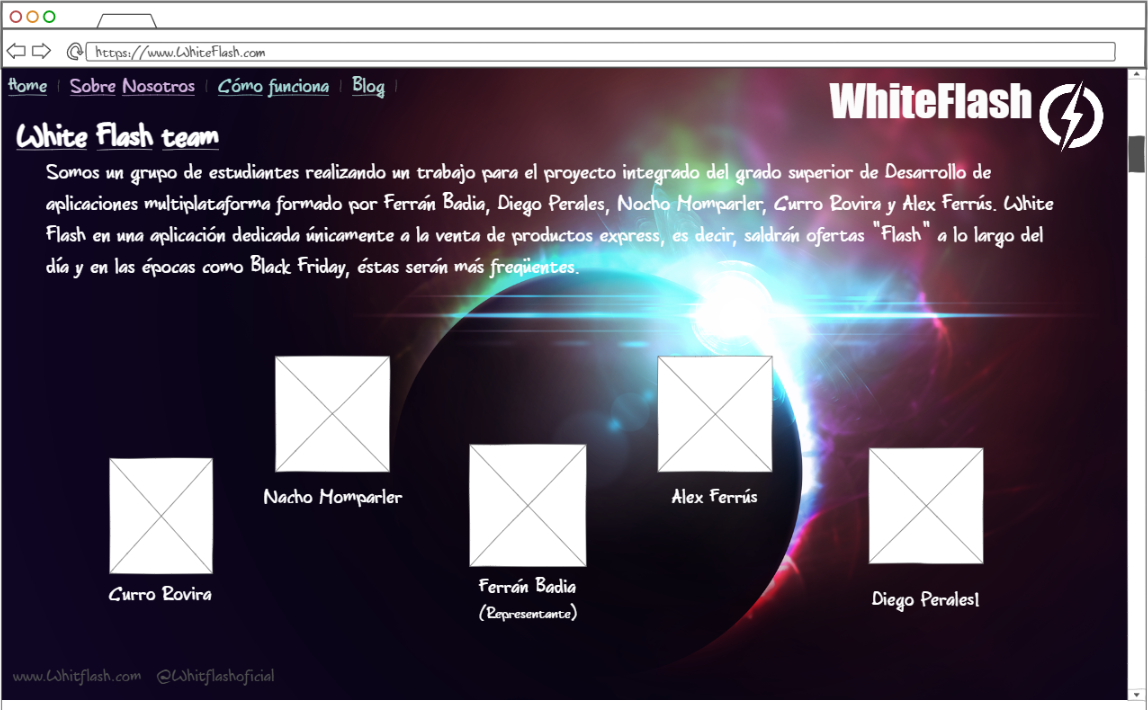 https://www.WhiteFlash.com
Home | Sobre Nosotros | Cómo funciona | Blog |
WhiteFlash
White Flash team
Somos un grupo de estudiantes realizando un trabajo para el proyecto integrado del grado superior de Desarrollo de
aplicaciones multiplataforma formado por Ferrán Badia, Diego Perales, Nocho Momparler, Curro Rovira y Alex Ferrús. White
Flash en una aplicación dedicada únicamente a la venta de productos express, es decir, saldrán ofertas "Flash" a lo largo del
día y en las épocas como Black Friday, éstas serán más freqüentes.
Nacho Momparler
Alex Ferrús
Curro Rovira
Ferrán Badia
(Representante)
Diego Perales1
www.Whitflash.com @Whitflashoficial